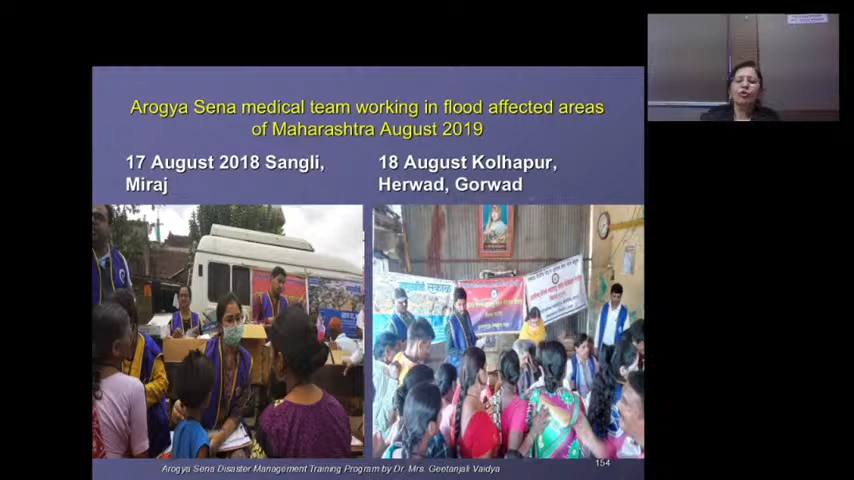 Arogya Sena medical team working in flood affected areas
of Maharashtra August 2019
17 August 2018 Sangli,
Miraj
18 August Kolhapur,
Herwad, Gorwad
Arogya Sena Disaster Management Training Program by Dr. Mrs. Geetanjali Vaidya
154